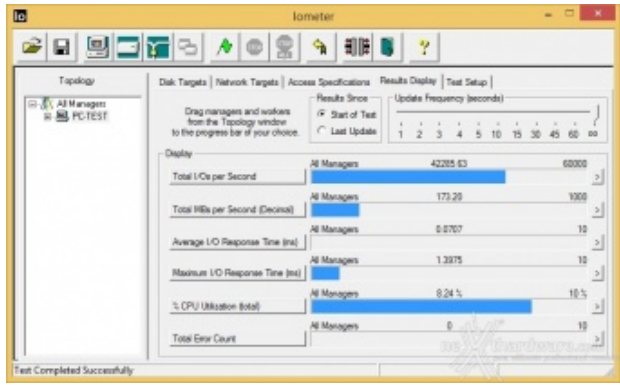 Io
Iometer
Topology
All Managers
PC-TEST
Disk Targets
Network Targets
Access Specifications
Results Display
Test Setup
Drag managers and workers
from the Topology window
to the progress bar of your choice.
Results Since
Start of Test
Last Update
Update Frequency (seconds)
1 2 3 4 5 10 15 30 45 60 ∞
Display
All Managers 42285.63 60000
Total I/Os per Second
All Managers 173.20 1000
Total MBs per Second (Decimal)
All Managers 0.0707 10
Average I/O Response Time (ms)
All Managers 1.3975 10
Maximum I/O Response Time (ms)
All Managers 8.24 % 10 %
% CPU Utilization (total)
All Managers 0 10
Total Error Count
Test Completed Successfully